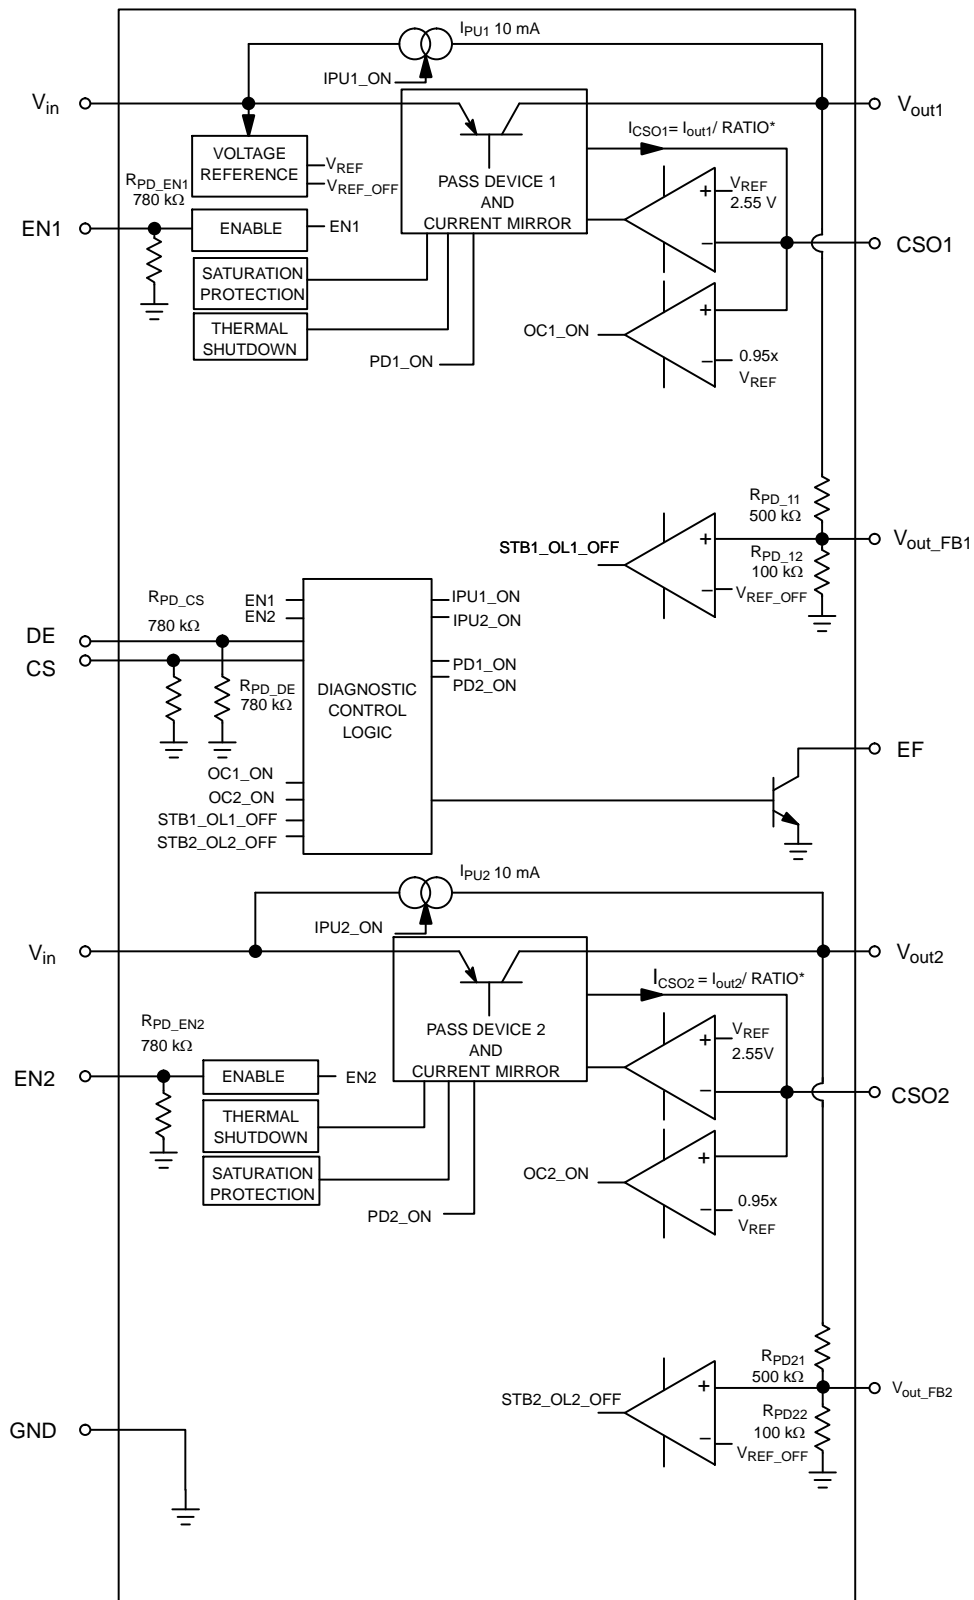 I_PU1 10 mA
IPU1_ON
V_in
V_out1
I_CSO1 = I_out1 / RATIO*
VOLTAGE
REFERENCE
V_REF
V_REF_OFF
R_PD_EN1
780 kΩ
PASS DEVICE 1
AND
CURRENT MIRROR
+
V_REF
2.55 V
−
EN1
ENABLE
EN1
CSO1
SATURATION
PROTECTION
THERMAL
SHUTDOWN
PD1_ON
OC1_ON
+
−
0.95x
V_REF
R_PD_11
500 kΩ
STB1_OL1_OFF
+
−
V_out_FB1
R_PD_12
100 kΩ
V_REF_OFF
R_PD_CS
780 kΩ
EN1
EN2
IPU1_ON
IPU2_ON
DE
CS
PD1_ON
PD2_ON
R_PD_DE
780 kΩ
DIAGNOSTIC
CONTROL
LOGIC
EF
OC1_ON
OC2_ON
STB1_OL1_OFF
STB2_OL2_OFF
I_PU2 10 mA
IPU2_ON
V_in
V_out2
I_CSO2 = I_out2 / RATIO*
R_PD_EN2
780 kΩ
PASS DEVICE 2
AND
CURRENT MIRROR
+
V_REF
2.55V
−
EN2
ENABLE
EN2
CSO2
THERMAL
SHUTDOWN
SATURATION
PROTECTION
PD2_ON
OC2_ON
+
−
0.95x
V_REF
R_PD21
500 kΩ
STB2_OL2_OFF
+
−
V_out_FB2
R_PD22
100 kΩ
V_REF_OFF
GND